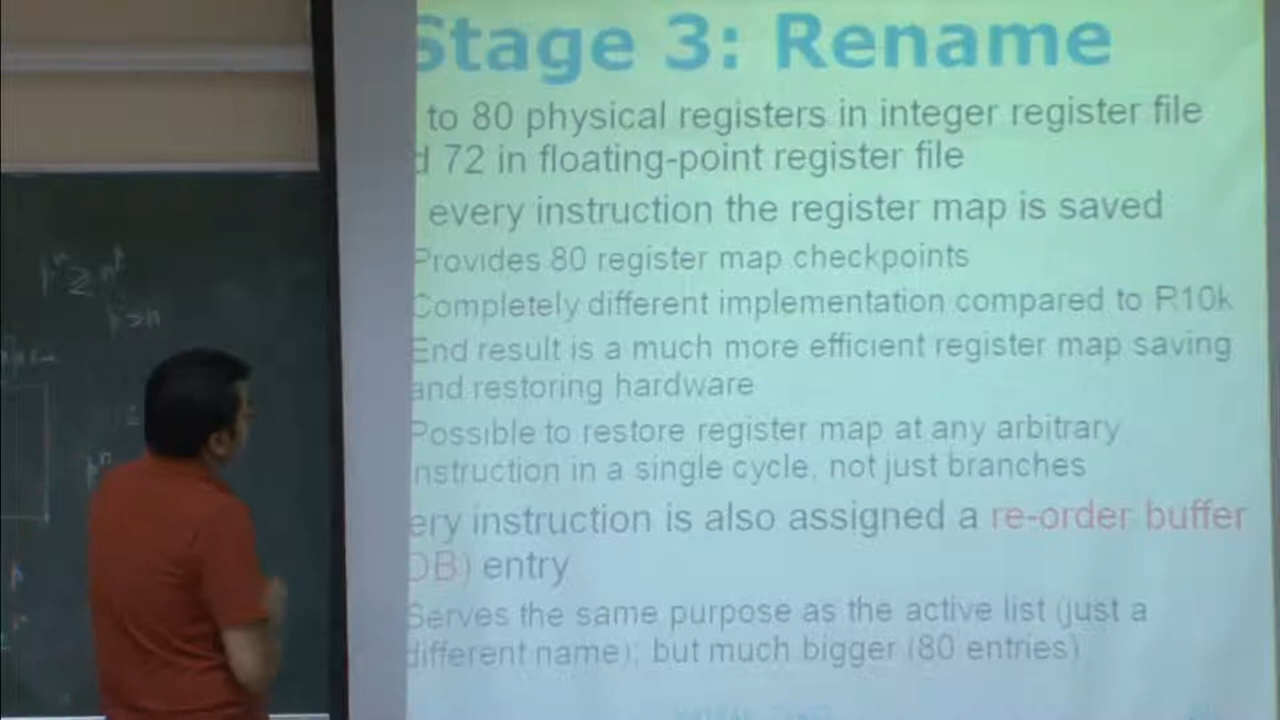 Stage 3: Rename
to 80 physical registers in integer register file
d 72 in floating-point register file
every instruction the register map is saved
Provides 80 register map checkpoints
Completely different implementation compared to R10k
End result is a much more efficient register map saving
and restoring hardware
Possible to restore register map at any arbitrary
nstruction in a single cycle, not just branches
ery instruction is also assigned a re-order buffer
OB) entry
Serves the same purpose as the active list (just a
different name); but much bigger (80 entries)